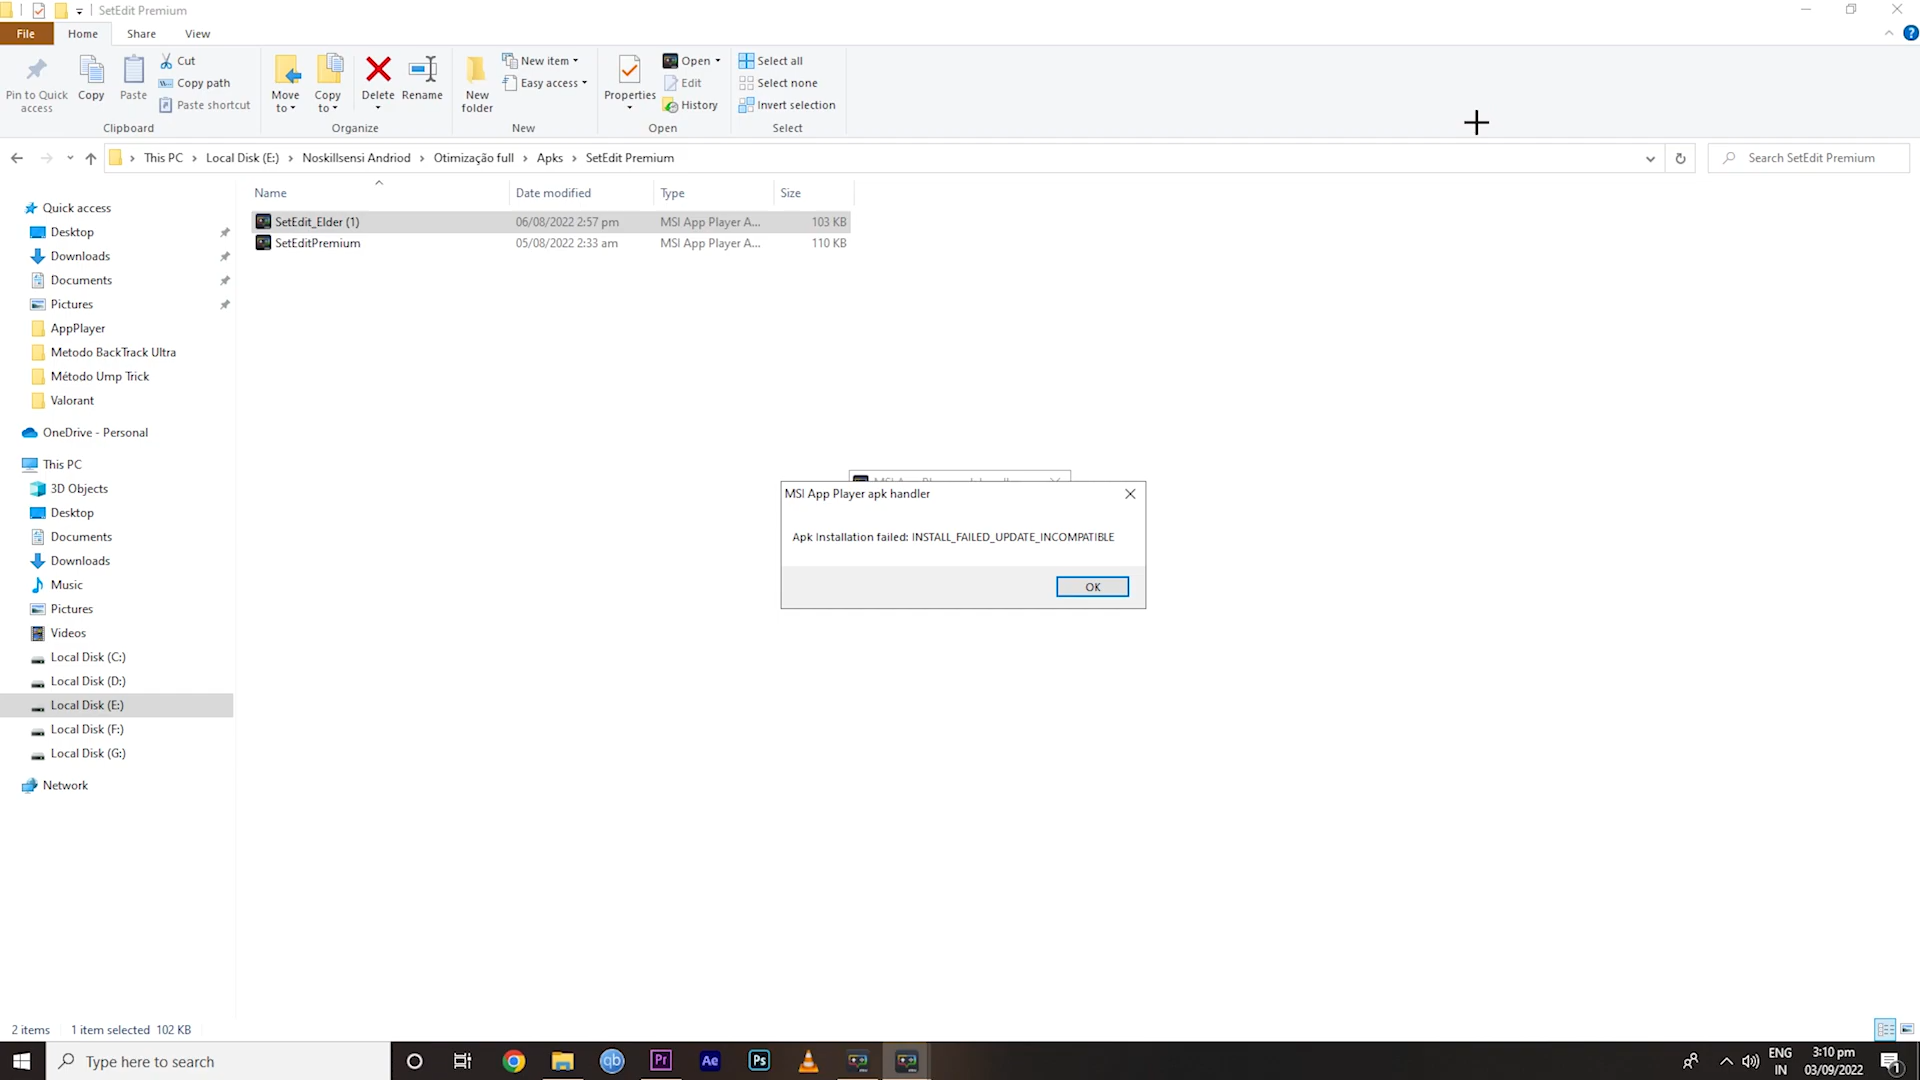 SetEdit Premium
File
Home
Share
View
Pin to Quick access
Copy
Paste
Cut
Copy path
Paste shortcut
Clipboard
Move to
Copy to
Delete
Rename
Organize
New folder
New item
Easy access
New
Properties
Open
Edit
History
Open
Select all
Select none
Invert selection
Select
This PC > Local Disk (E:) > Noskillsensi Andriod > Otimização full > Apks > SetEdit Premium
Search SetEdit Premium
Name
Date modified
Type
Size
SetEdit_Elder (1) 06/08/2022 2:57 pm MSI App Player A... 103 KB
SetEditPremium 05/08/2022 2:33 am MSI App Player A... 110 KB
Quick access
Desktop
Downloads
Documents
Pictures
AppPlayer
Metodo BackTrack Ultra
Método Ump Trick
Valorant
OneDrive - Personal
This PC
3D Objects
Desktop
Documents
Downloads
Music
Pictures
Videos
Local Disk (C:)
Local Disk (D:)
Local Disk (E:)
Local Disk (F:)
Local Disk (G:)
Network
MSI App Player apk handler
Apk Installation failed: INSTALL_FAILED_UPDATE_INCOMPATIBLE
OK
2 items 1 item selected 102 KB
Type here to search
qb
Pr
Ae
Ps
ENG
IN
3:10 pm
03/09/2022
1